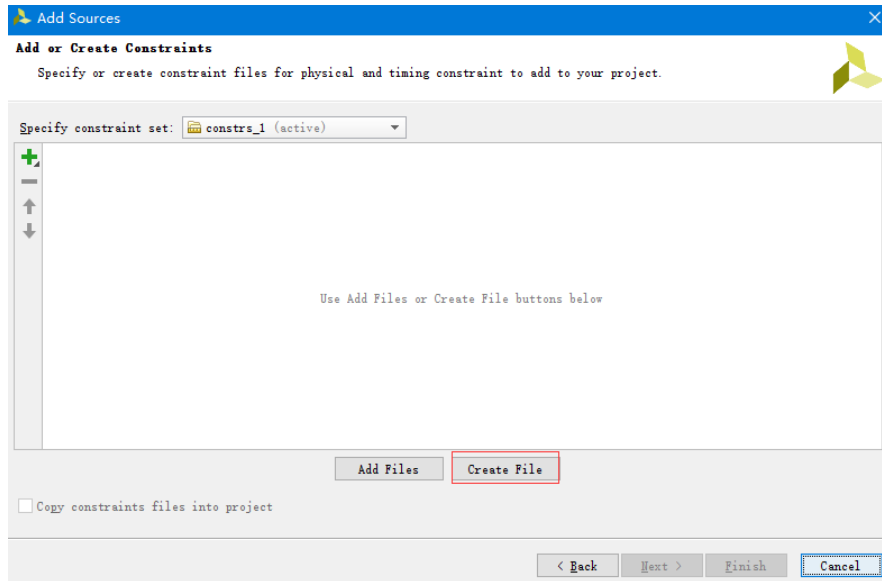 Add Sources
Add or Create Constraints
Specify or create constraint files for physical and timing constraint to add to your project.
Specify constraint set: constrs_1 (active)
Use Add Files or Create File buttons below
Add Files Create File
Copy constraints files into project
< Back Next > Finish Cancel